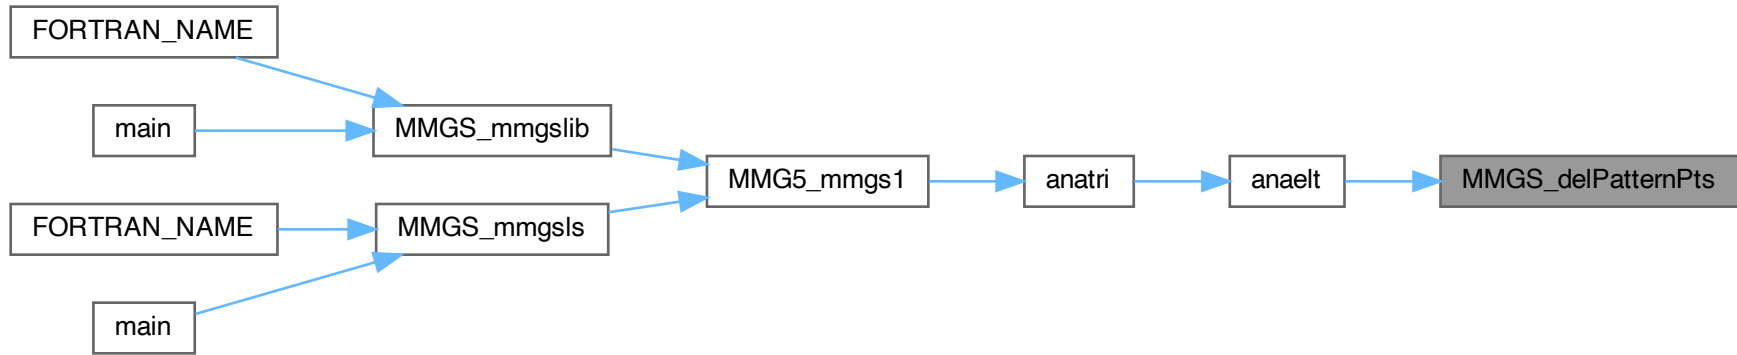 FORTRAN_NAME
main
MMGS_mmgslib
MMG5_mmgs1
anatri
anaelt
MMGS_delPatternPts
FORTRAN_NAME
MMGS_mmgsls
main